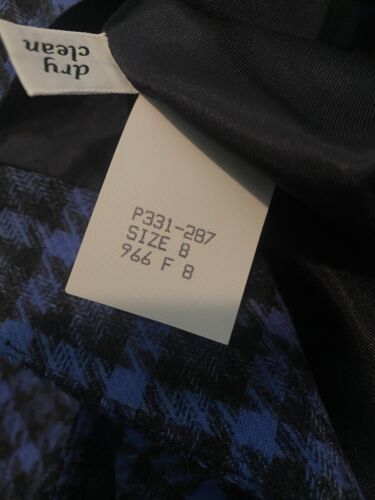 dry
clean
P331-287
SIZE 8
966 F 8